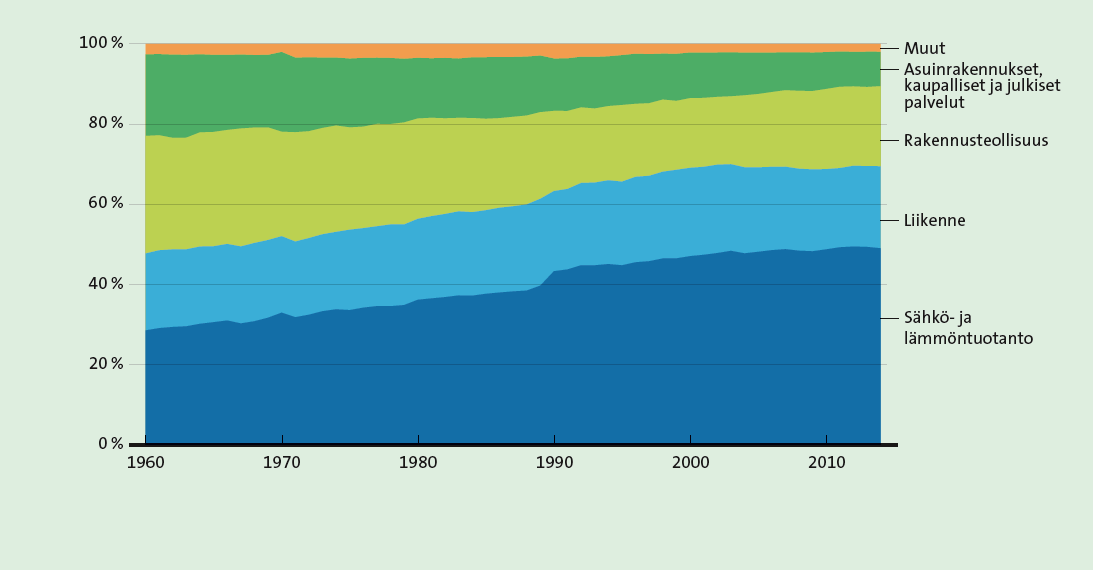 100 %
80 %
60 %
40 %
20 %
0 %
1960
1970
1980
1990
2000
2010
Muut
Asuinrakennukset,
kaupalliset ja julkiset
palvelut
Rakennusteollisuus
Liikenne
Sähkö- ja
lämmöntuotanto